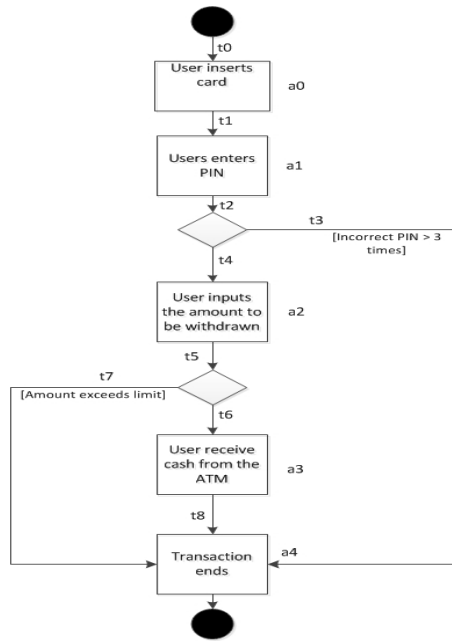 t0
User inserts
card
a0
t1
Users enters
PIN
a1
t2
t3
[Incorrect PIN > 3
times]
t4
User inputs
the amount to
be withdrawn
a2
t5
t7
[Amount exceeds limit]
t6
User receive
cash from the
ATM
a3
t8
Transaction
ends
a4